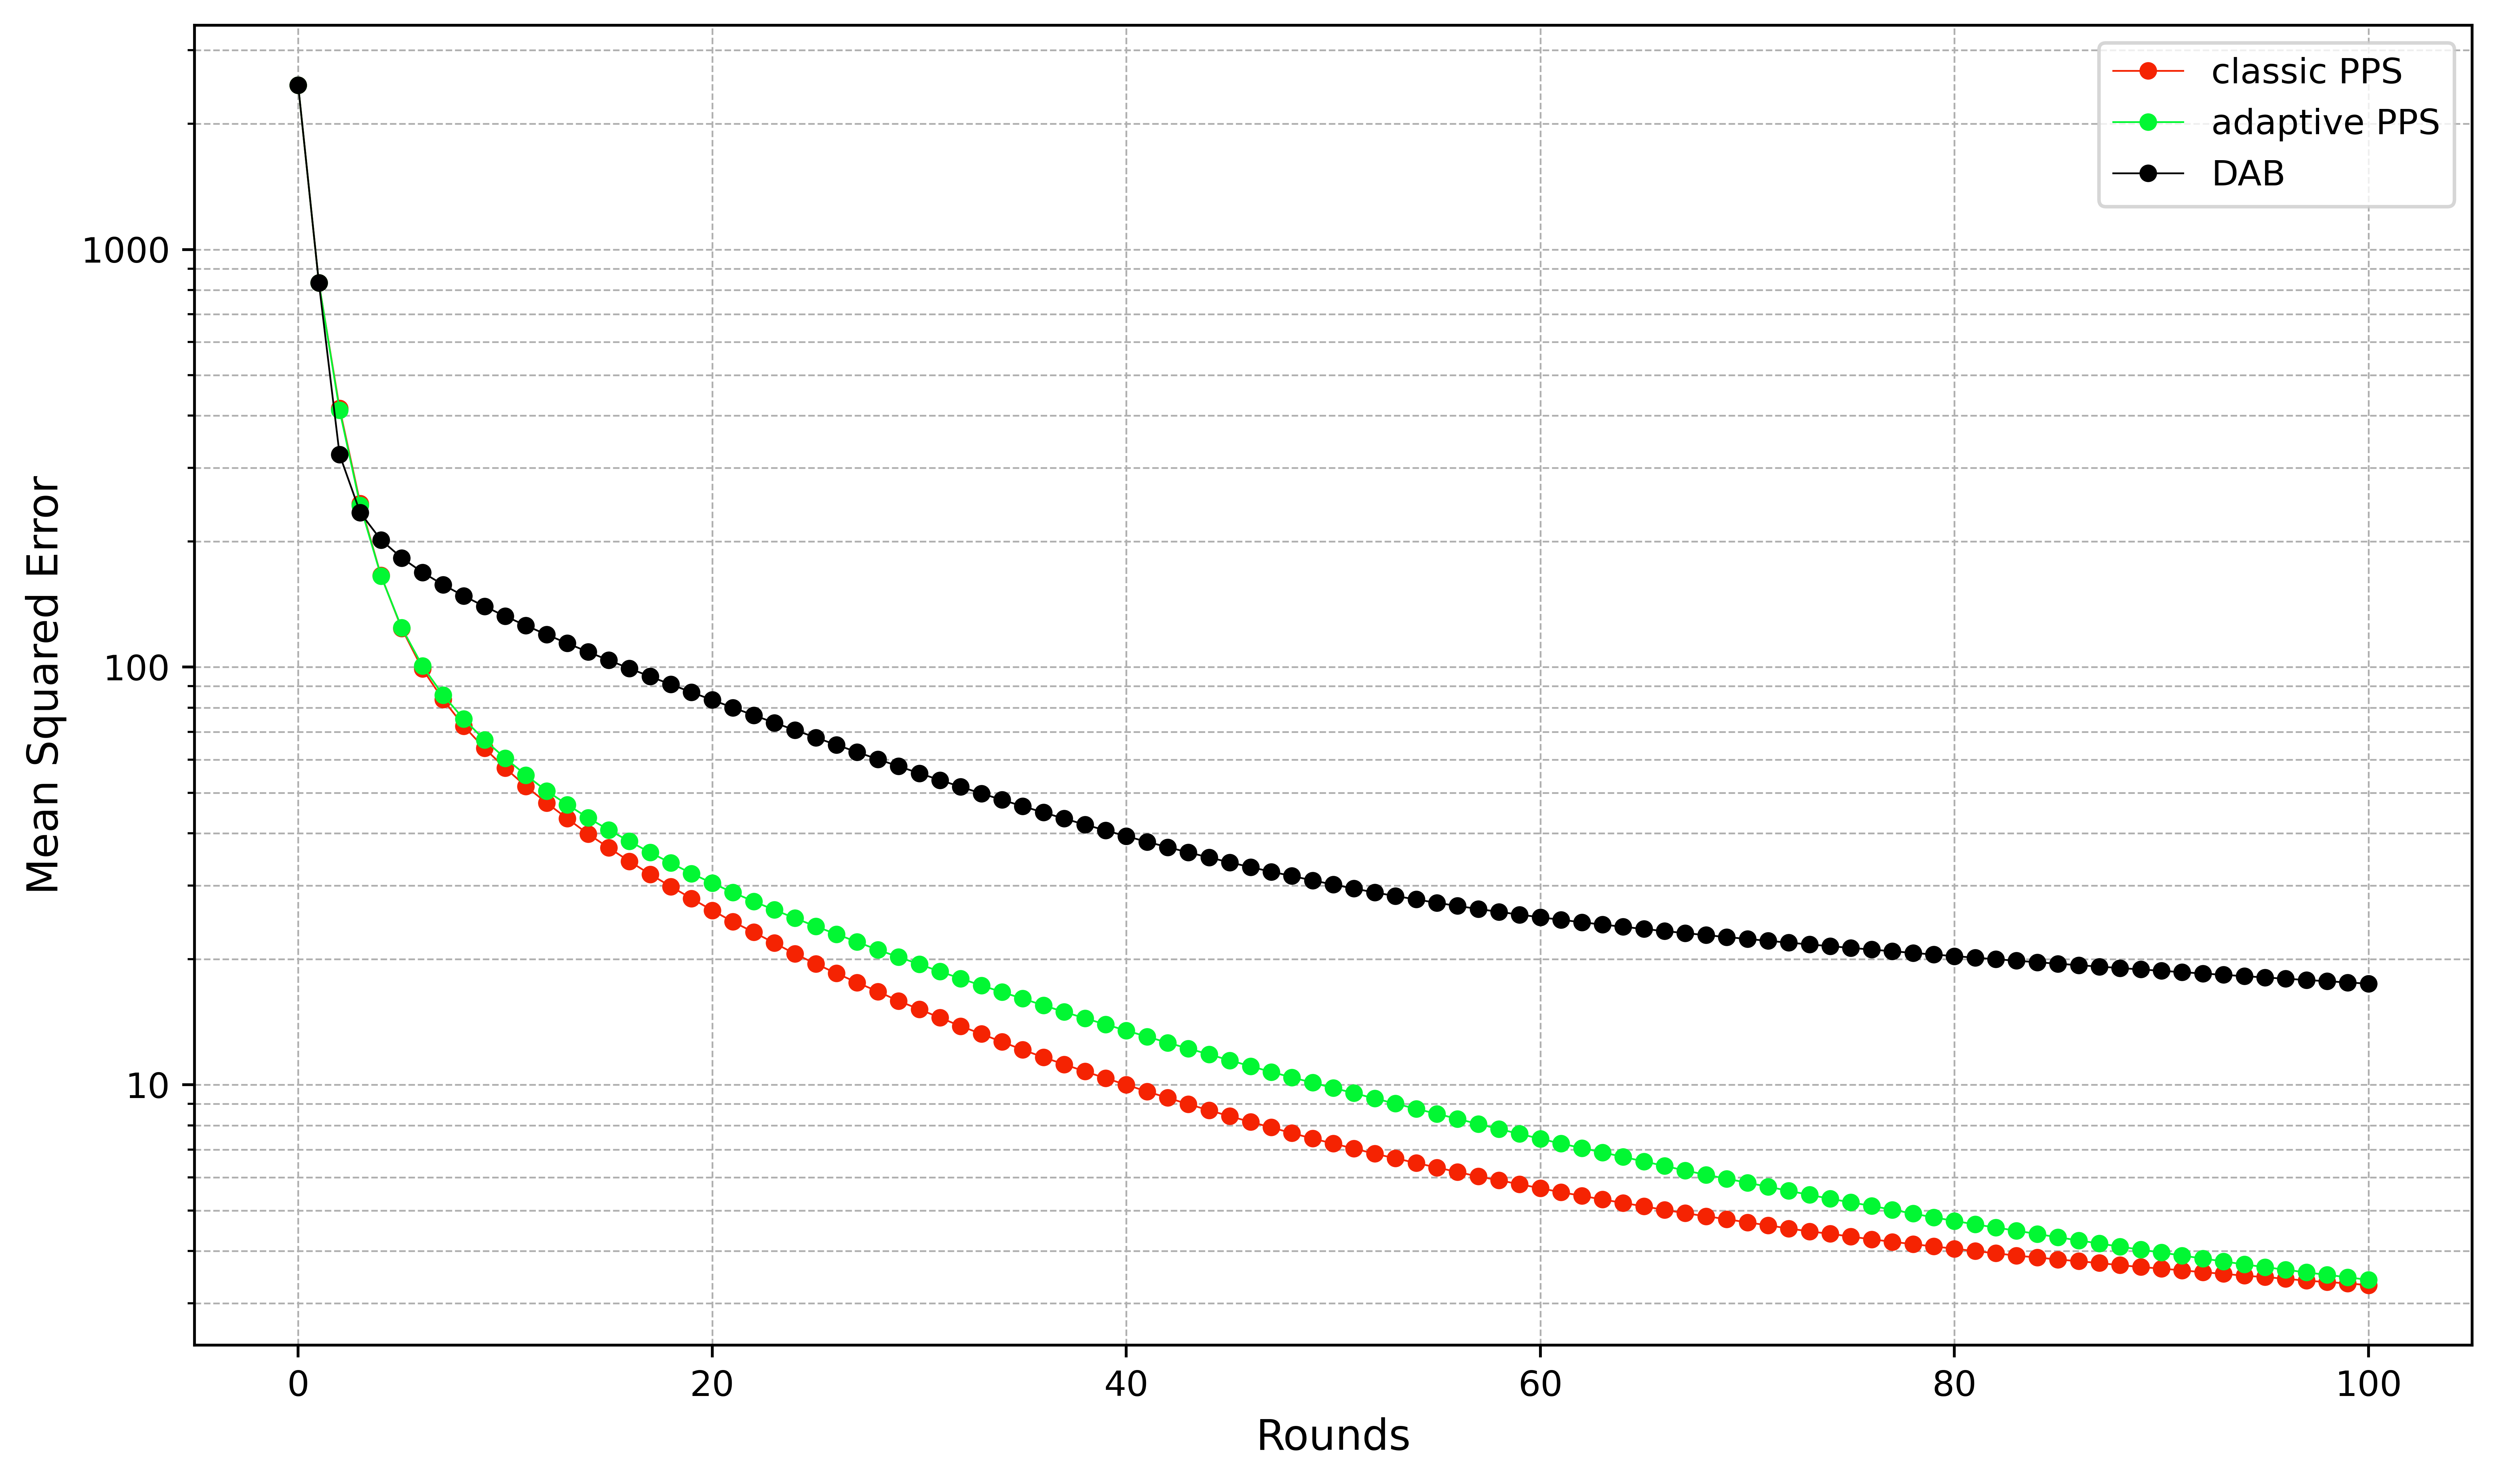 classic PPS
adaptive PPS
DAB
1000
100
10
Mean Squared Error
0 20 40 60 80 100
Rounds